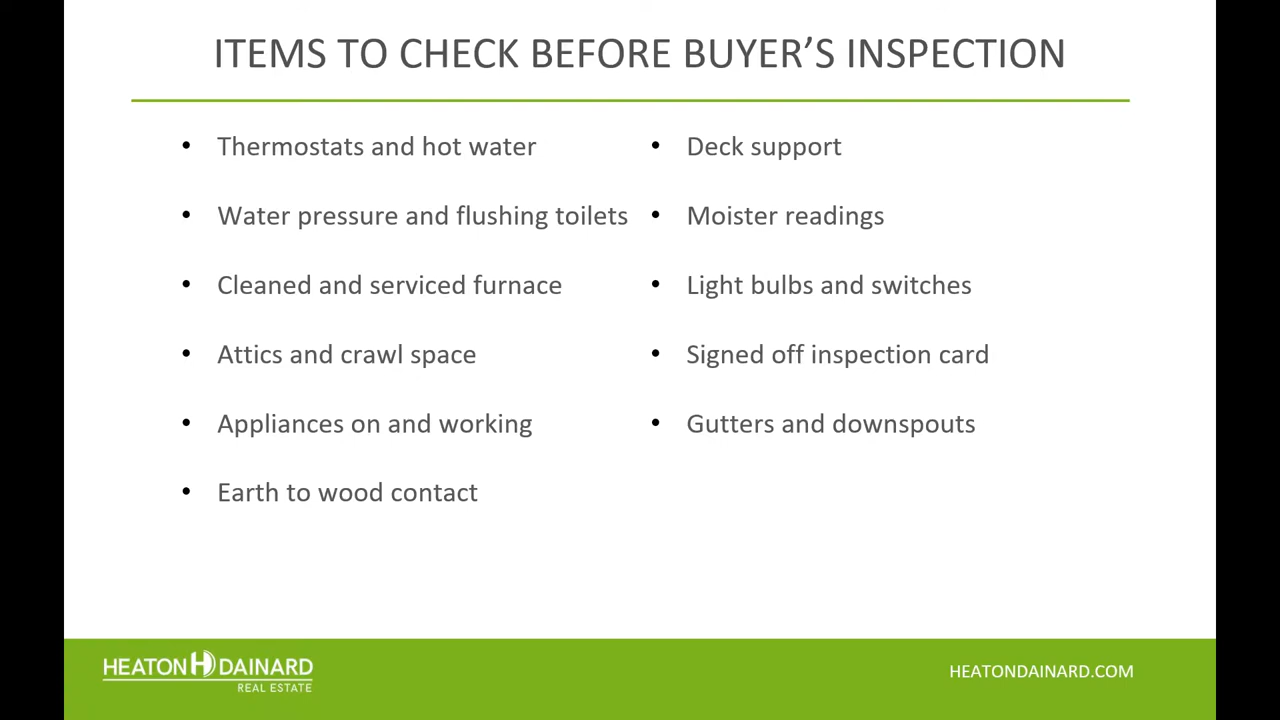 ITEMS TO CHECK BEFORE BUYER’S INSPECTION
• Thermostats and hot water
• Water pressure and flushing toilets
• Cleaned and serviced furnace
• Attics and crawl space
• Appliances on and working
• Earth to wood contact
• Deck support
• Moister readings
• Light bulbs and switches
• Signed off inspection card
• Gutters and downspouts
HEATON DAINARD
REAL ESTATE
HEATONDAINARD.COM